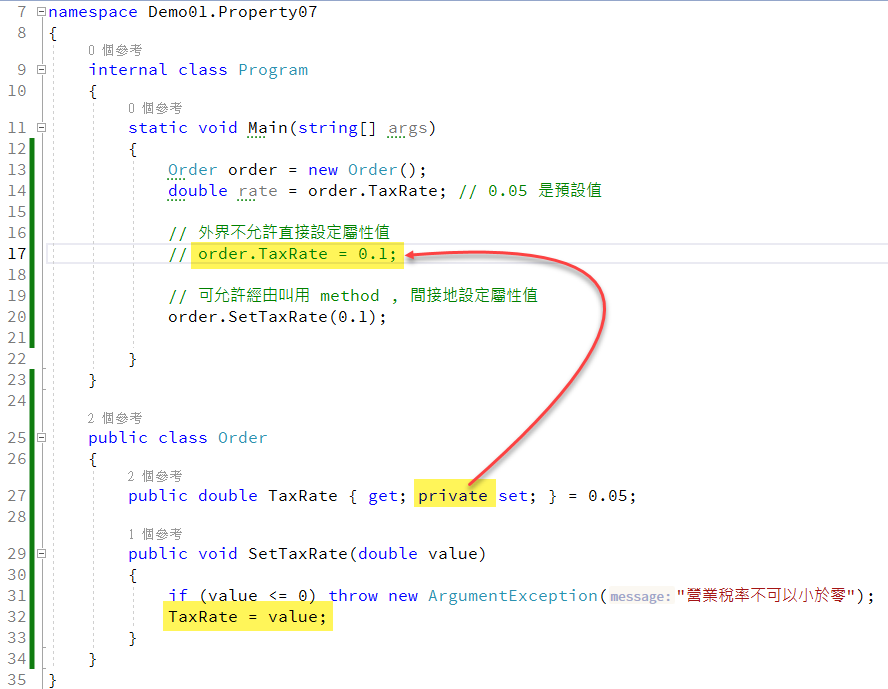 7 namespace Demo01.Property07
8 {
0 個參考
9 internal class Program
10 {
0 個參考
11 static void Main(string[] args)
12 {
13 Order order = new Order();
14 double rate = order.TaxRate; // 0.05 是預設值
15
16 // 外界不允許直接設定屬性值
17 // order.TaxRate = 0.1;
18
19 // 可允許經由叫用 method , 間接地設定屬性值
20 order.SetTaxRate(0.1);
21
22 }
23 }
24
2 個參考
25 public class Order
26 {
2 個參考
27 public double TaxRate { get; private set; } = 0.05;
28
1 個參考
29 public void SetTaxRate(double value)
30 {
31 if (value <= 0) throw new ArgumentException(message: "營業稅率不可以小於零");
32 TaxRate = value;
33 }
34 }
35 }